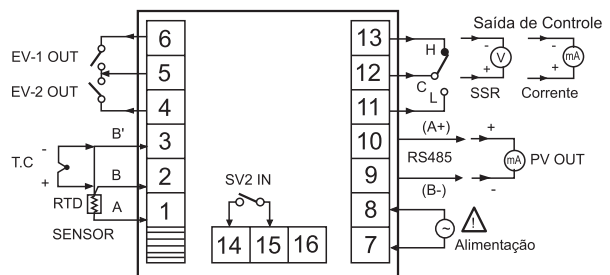 Saída de Controle
EV-1 OUT
EV-2 OUT
6
5
4
3
2
1
T.C
-
+
B'
B
A
RTD
SENSOR
SV2 IN
14 15 16
13
12
11
10
9
8
7
H
C
L
-
V
+
SSR
-
mA
+
Corrente
(A+)
RS485
(B-)
+
mA
-
PV OUT
~
!
Alimentação